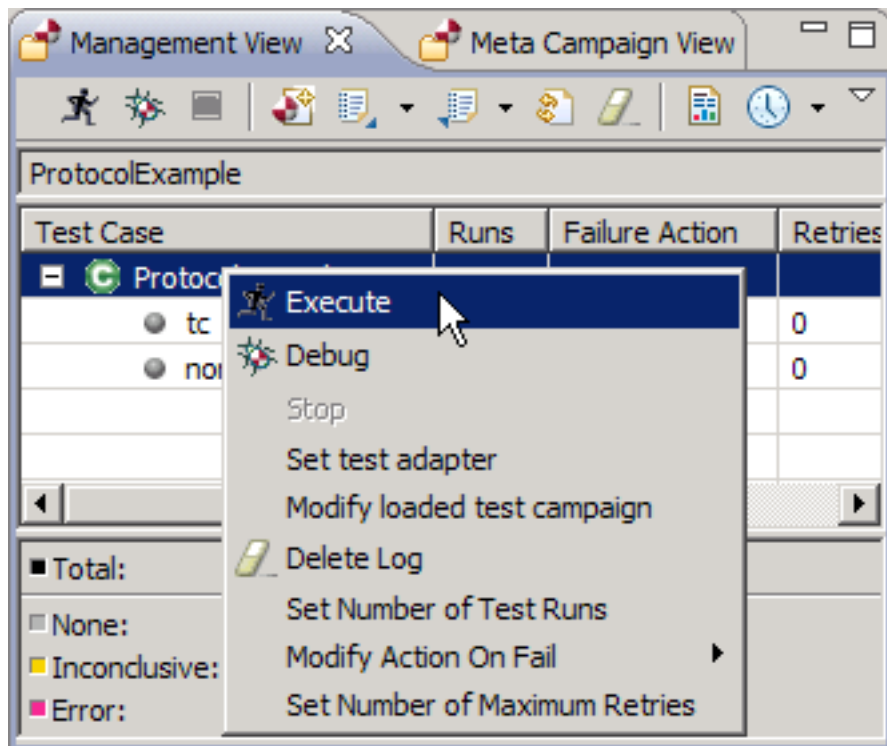 Management View Meta Campaign View
ProtocolExample
Test Case Runs Failure Action Retries
C
Execute
tc 0
Debug
0
Stop
Set test adapter
Modify loaded test campaign
Total: Delete Log
None: Set Number of Test Runs
Inconclusive: Modify Action On Fail
Error: Set Number of Maximum Retries